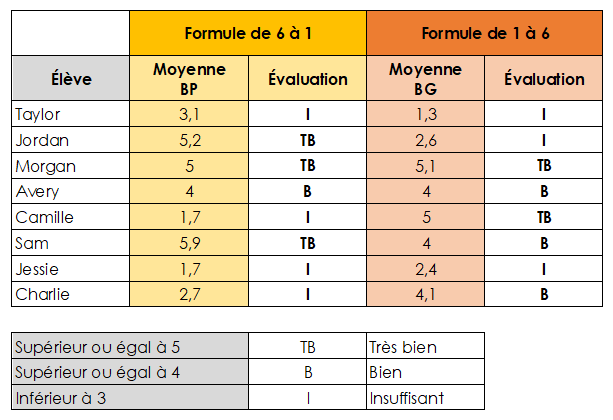 Formule de 6 à 1 Formule de 1 à 6
Élève Moyenne BP Évaluation Moyenne BG Évaluation
Taylor 3,1 I 1,3 I
Jordan 5,2 TB 2,6 I
Morgan 5 TB 5,1 TB
Avery 4 B 4 B
Camille 1,7 I 5 TB
Sam 5,9 TB 4 B
Jessie 1,7 I 2,4 I
Charlie 2,7 I 4,1 B
Supérieur ou égal à 5 TB Très bien
Supérieur ou égal à 4 B Bien
Inférieur à 3 I Insuffisant